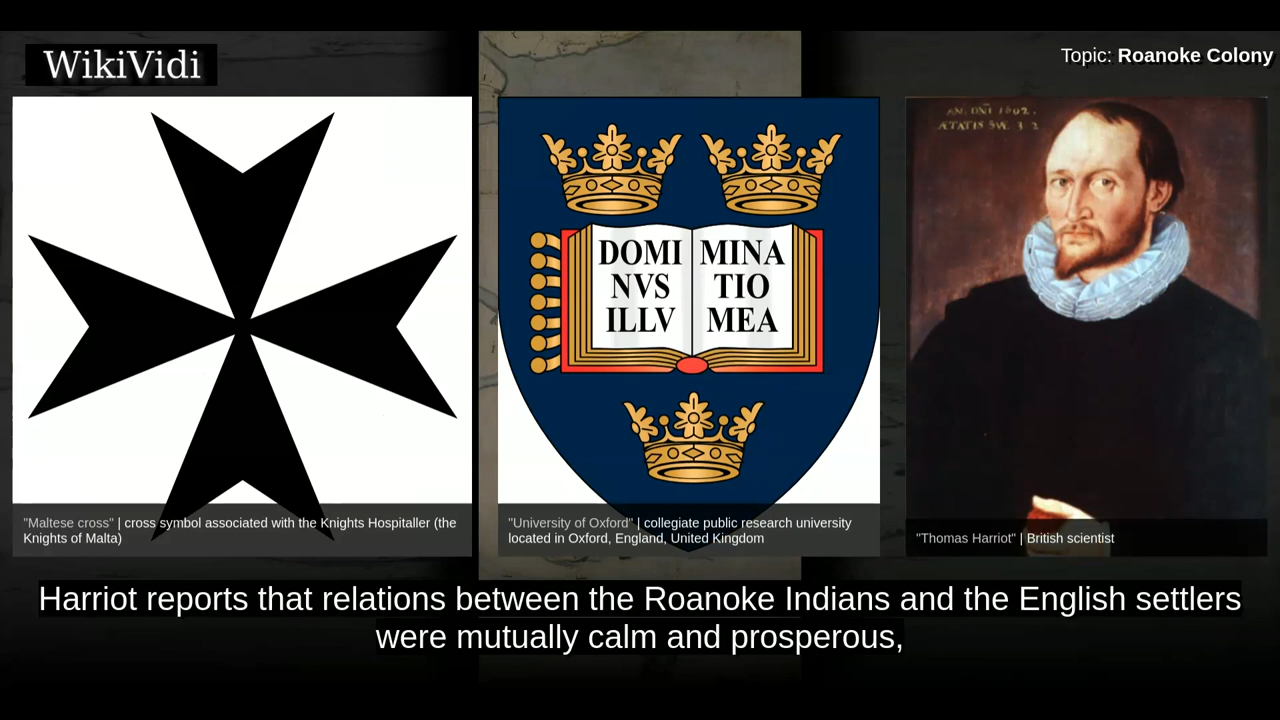 WikiVidi
Topic: Roanoke Colony
AN. DNI 1602.
ÆTATIS SVÆ 3 2
DOMI MINA
NVS TIO
ILLV MEA
"Maltese cross" | cross symbol associated with the Knights Hospitaller (the
Knights of Malta)
"University of Oxford" | collegiate public research university
located in Oxford, England, United Kingdom
"Thomas Harriot" | British scientist
Harriot reports that relations between the Roanoke Indians and the English settlers
were mutually calm and prosperous,